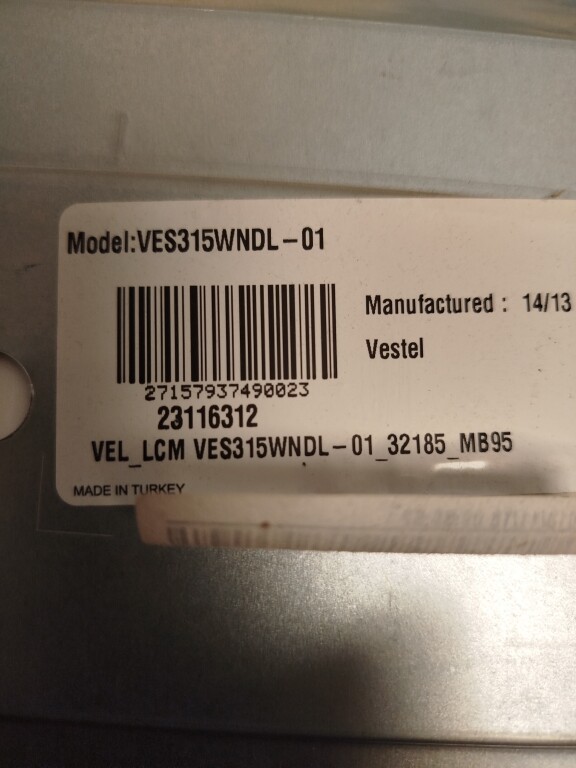 Model:VES315WNDL-01
Manufactured : 14/13
Vestel
27157937490023
23116312
VEL_LCM VES315WNDL-01_32185_MB95
MADE IN TURKEY